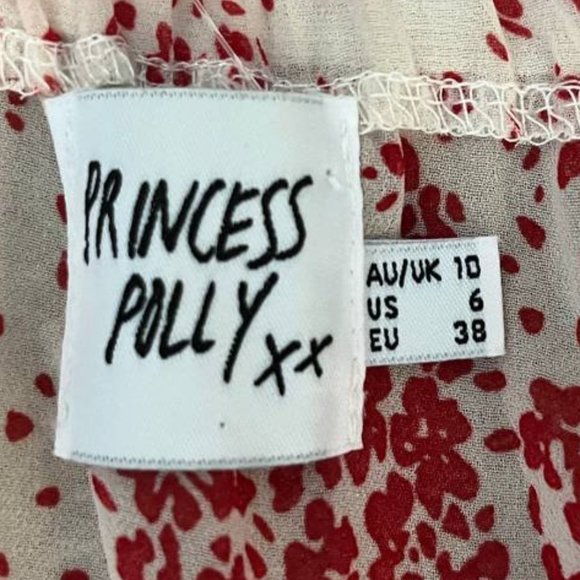 PRINCESS
POLLY xx
AU/UK 10
US 6
EU 38